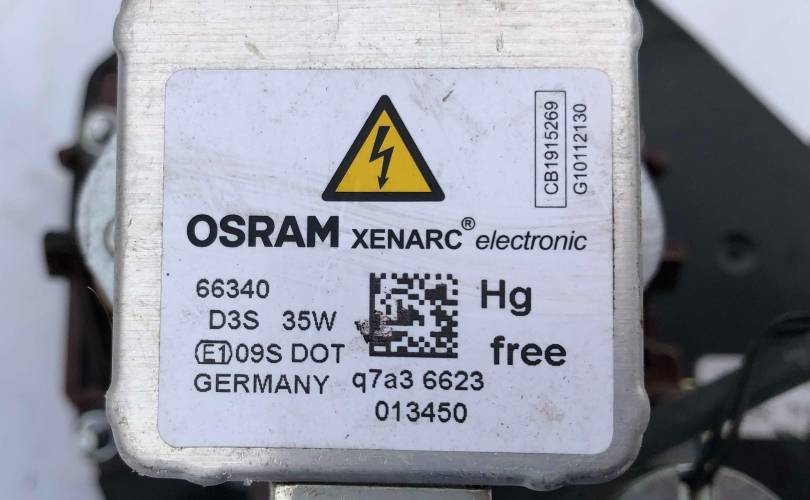 CB1915269
G10112130
OSRAM XENARC® electronic
66340
D3S 35W
E1 09S DOT
GERMANY
Hg
free
q7a3 6623
013450